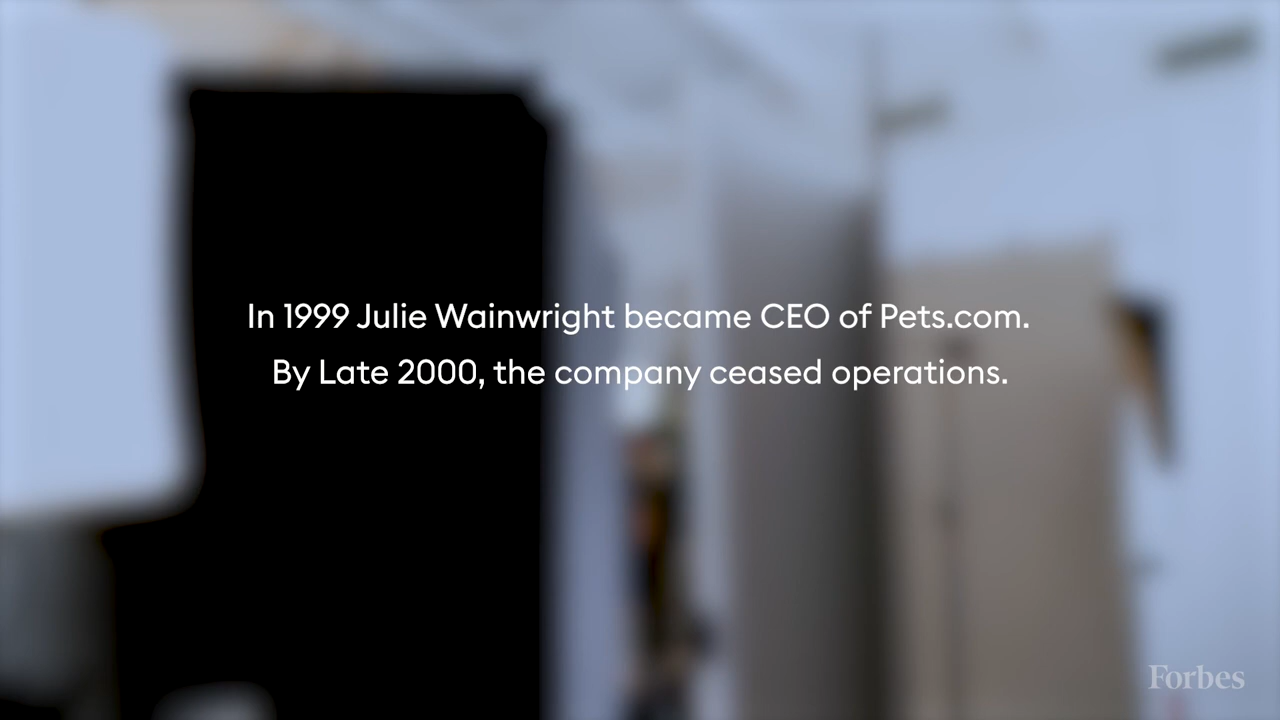 In 1999 Julie Wainwright became CEO of Pets.com.
By Late 2000, the company ceased operations.
Forbes